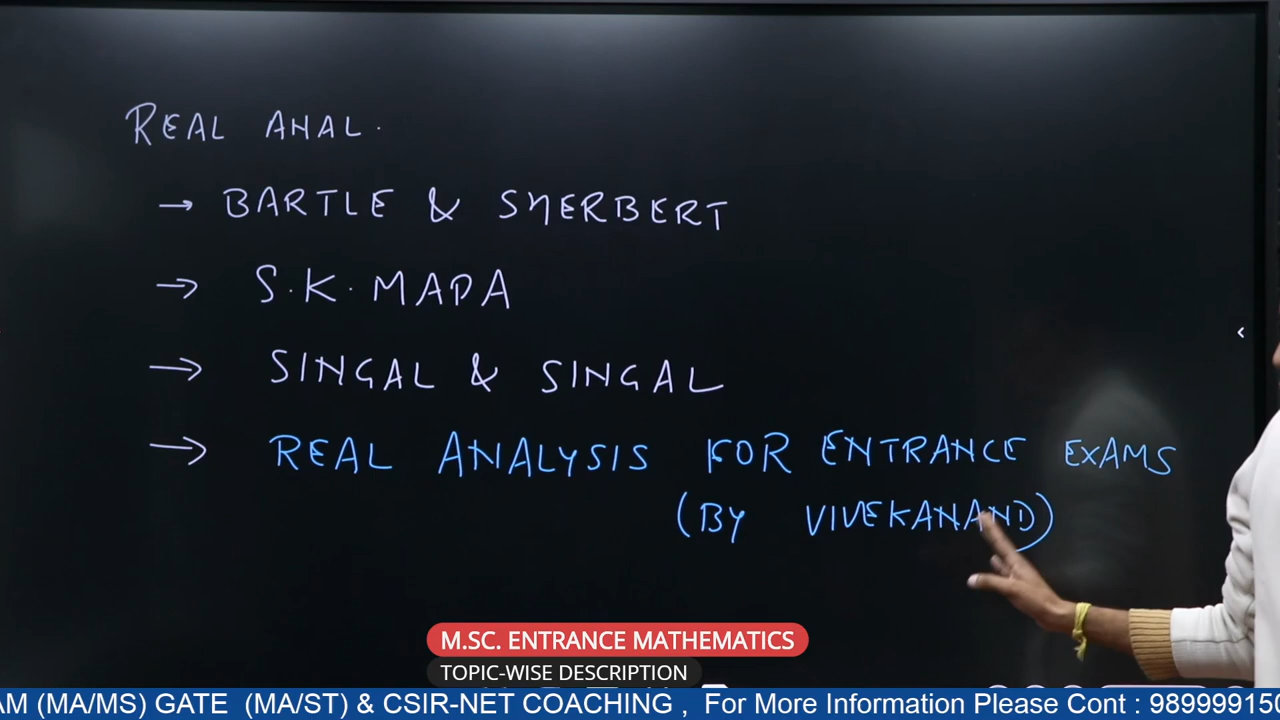 REAL ANAL.
→ BARTLE & SHERBERT
→ S.K. MAPA
→ SINGAL & SINGAL
→ REAL ANALYSIS FOR ENTRANCE EXAMS
(BY VIVEKANAND)
M.SC. ENTRANCE MATHEMATICS
TOPIC-WISE DESCRIPTION
AM (MA/MS) GATE (MA/ST) & CSIR-NET COACHING , For More Information Please Cont : 989999150